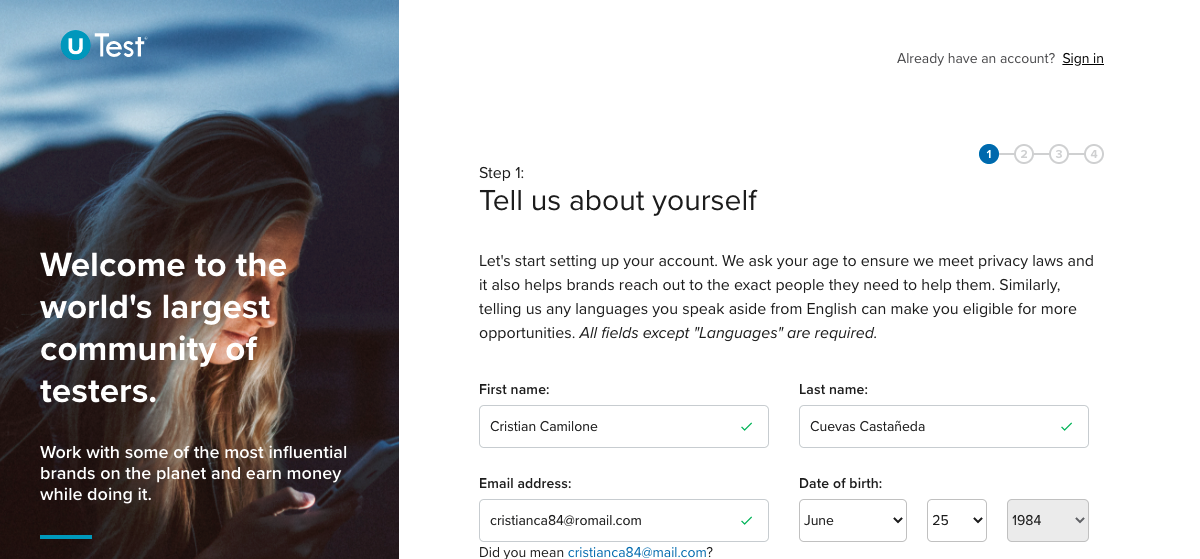 U Test
Already have an account? Sign in
1 2 3 4
Step 1:
Tell us about yourself
Welcome to the
world's largest
community of
testers.
Work with some of the most influential
brands on the planet and earn money
while doing it.
Let's start setting up your account. We ask your age to ensure we meet privacy laws and
it also helps brands reach out to the exact people they need to help them. Similarly,
telling us any languages you speak aside from English can make you eligible for more
opportunities. All fields except "Languages" are required.
First name: Last name:
Cristian Camilone Cuevas Castañeda
Email address: Date of birth:
cristianca84@romail.com June 25 1984
Did you mean cristianca84@mail.com?